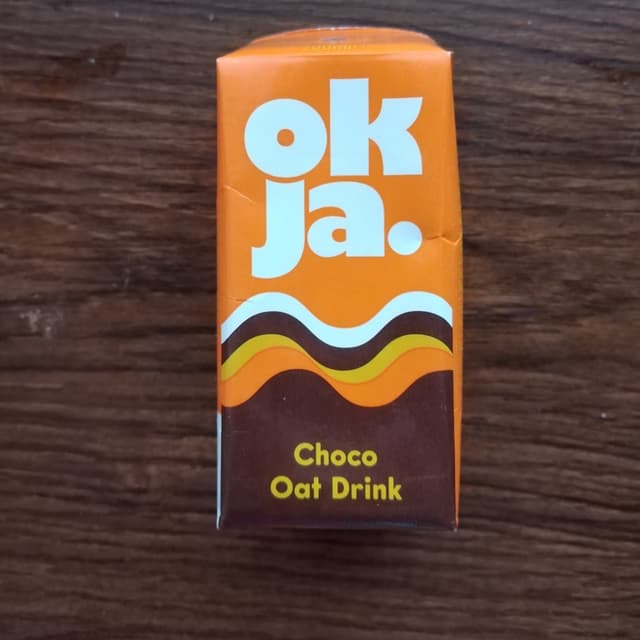 ok
ja.
Choco
Oat Drink